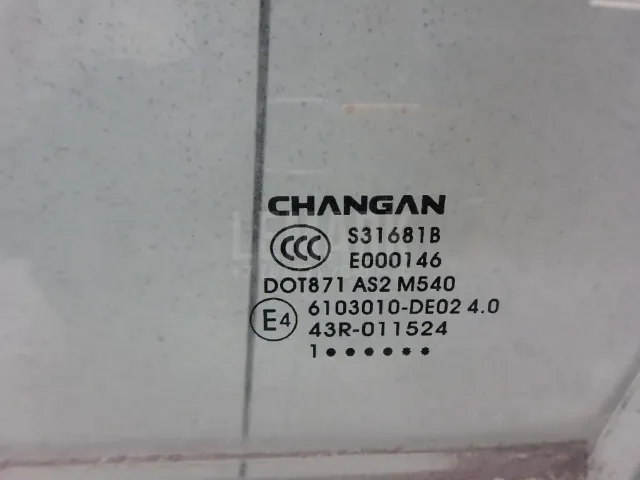 CHANGAN
CCC S31681B
E000146
DOT871 AS2 M540
E4 6103010-DE02 4.0
43R-011524
1●●●●●●